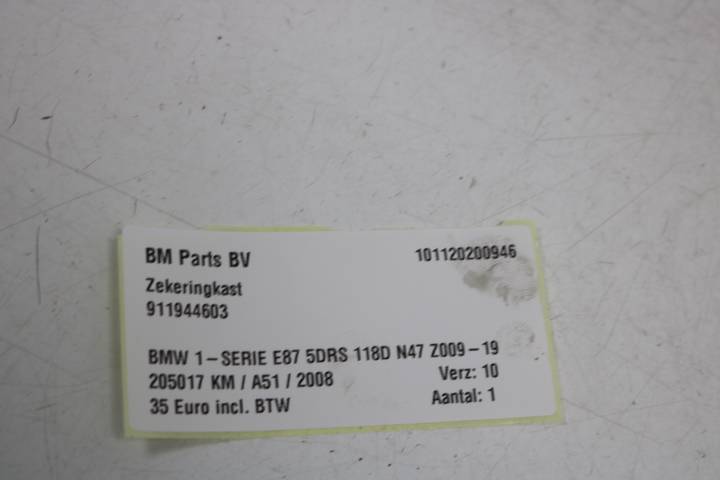 BM Parts BV 101120200946
Zekeringkast
911944603
BMW 1-SERIE E87 5DRS 118D N47 Z009-19
205017 KM / A51 / 2008 Verz: 10
35 Euro incl. BTW Aantal: 1